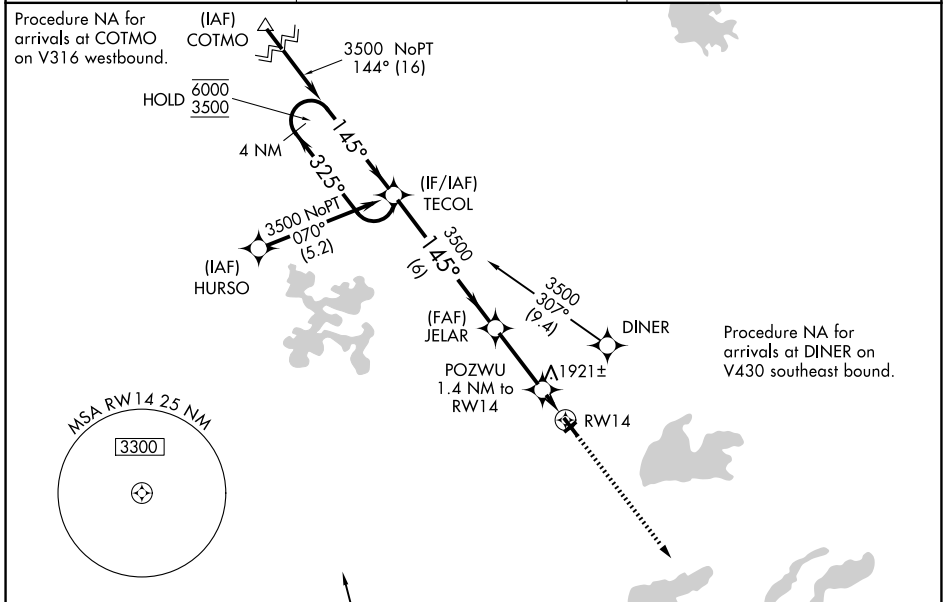 Procedure NA for
arrivals at COTMO
on V316 westbound.
(IAF)
COTMO
3500 NoPT
144° (16)
HOLD 6000
3500
4 NM
145°
325°
(IF/IAF)
TECOL
3500 NoPT
070°
(5.2)
(IAF)
HURSO
3500
145°
(6)
3500
307°
(9.4)
(FAF)
JELAR
DINER
Procedure NA for
arrivals at DINER on
V430 southeast bound.
POZWU
1.4 NM to
RW14
1921±
RW14
MSA RW14 25 NM
3300